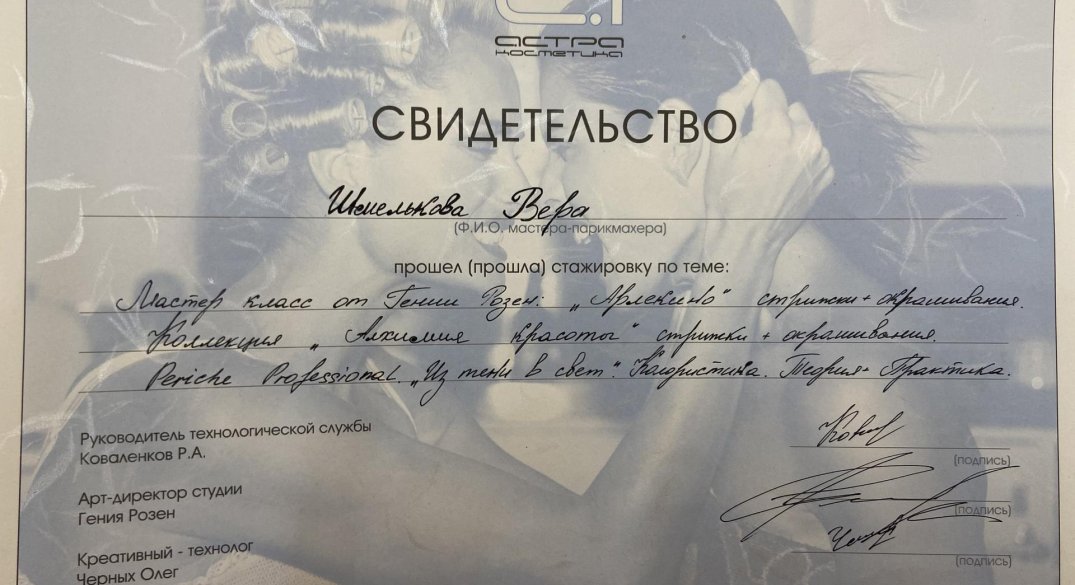 АСТРА
КОСМЕТИКА
СВИДЕТЕЛЬСТВО
Шмелькова Вера
(Ф.И.О. мастера-парикмахера)
прошел (прошла) стажировку по теме:
Мастер класс от Гении Розен: „Арлекино" стрижки + окрашивания.
Коллекция „Алхимия красоты" стрижки + окрашивания.
Periche Professional. „Из тени в свет". Колористика. Теория + Практика.
Руководитель технологической службы
Коваленков Р.А.
(подпись)
Арт-директор студии
Гения Розен
(подпись)
Креативный - технолог
Черных Олег
(подпись)